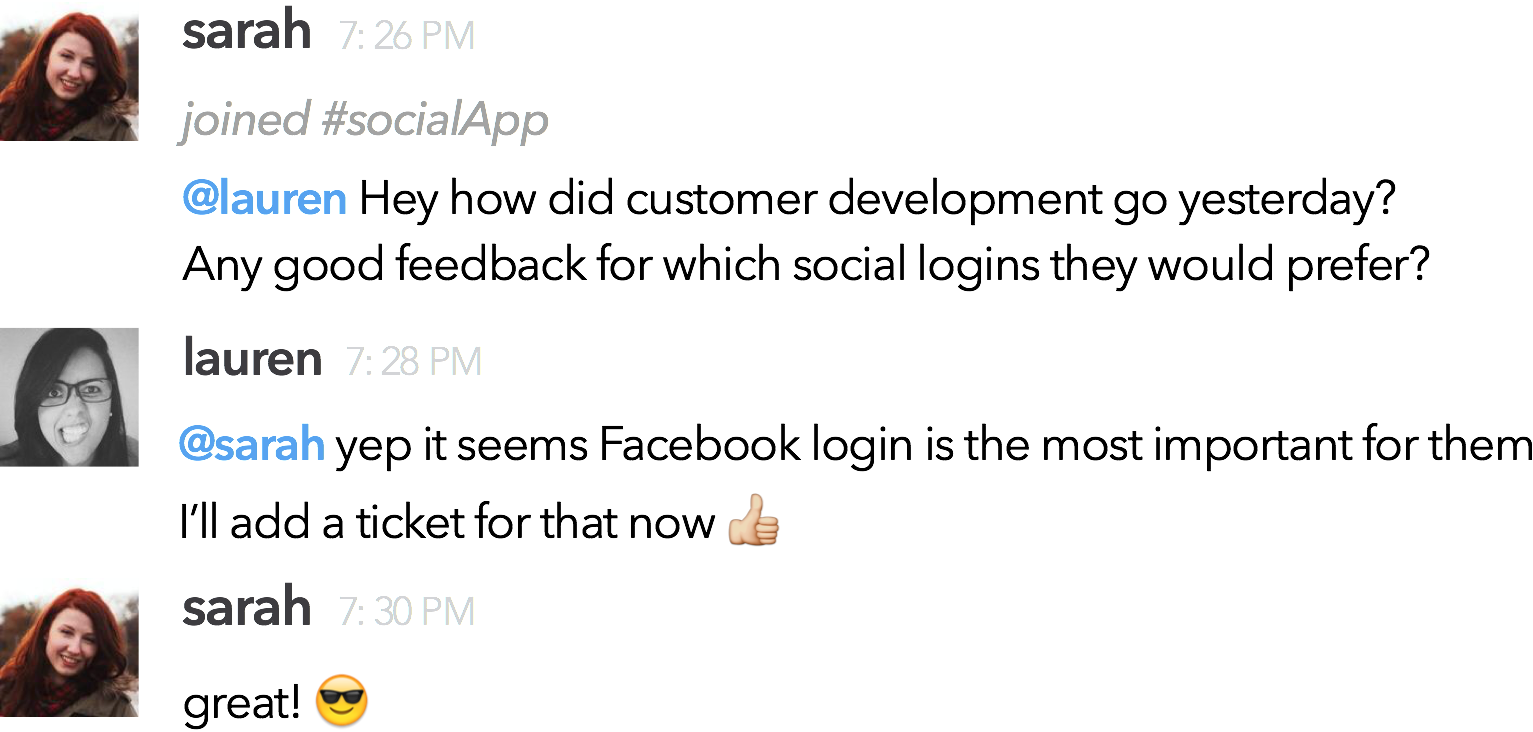 sarah 7: 26 PM
joined #socialApp
@lauren Hey how did customer development go yesterday?
Any good feedback for which social logins they would prefer?
lauren 7: 28 PM
@sarah yep it seems Facebook login is the most important for them
I’ll add a ticket for that now 👍🏼
sarah 7: 30 PM
great! 😎